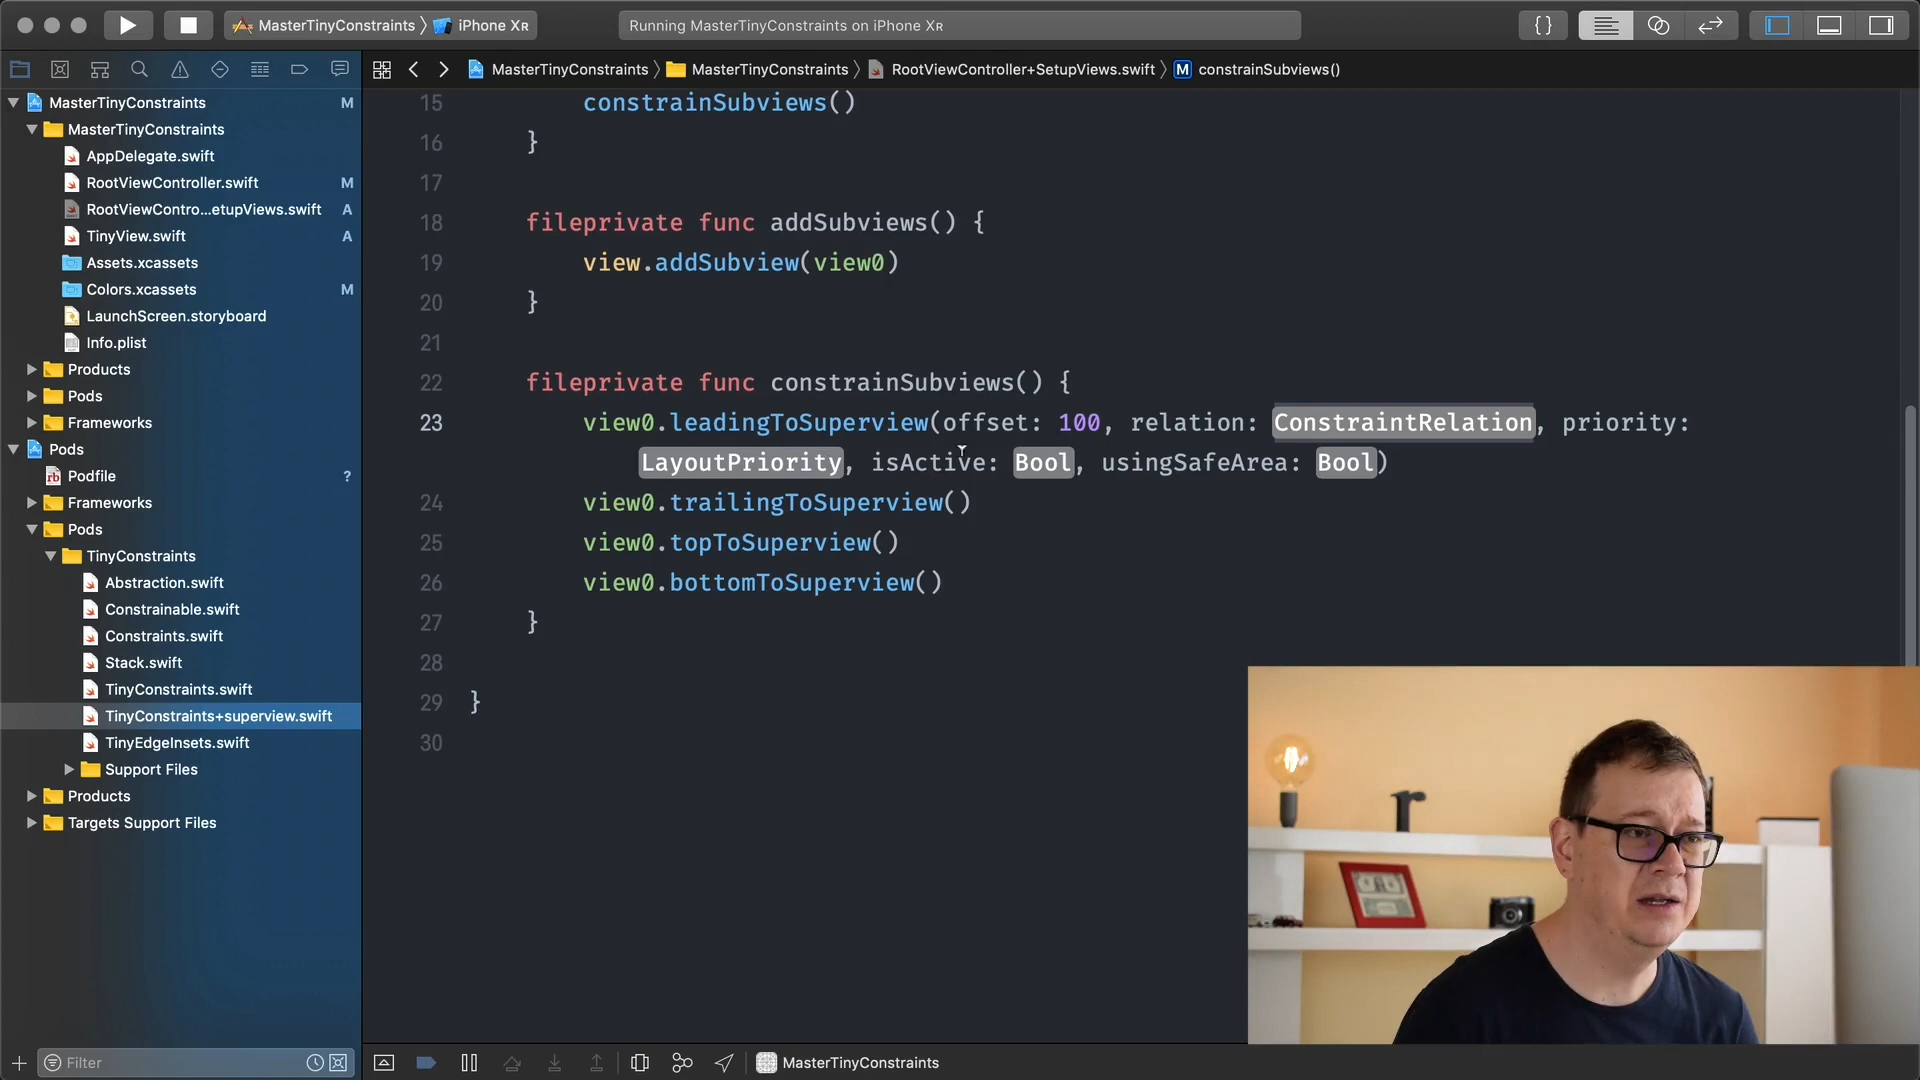 MasterTinyConstraints
iPhone XR
Running MasterTinyConstraints on iPhone XR
{}
MasterTinyConstraints
MasterTinyConstraints
RootViewController+SetupViews.swift
M constrainSubviews()
MasterTinyConstraints M
MasterTinyConstraints
AppDelegate.swift
RootViewController.swift M
RootViewContro...etupViews.swift A
TinyView.swift A
Assets.xcassets
Colors.xcassets M
LaunchScreen.storyboard
Info.plist
Products
Pods
Frameworks
Pods
rb Podfile ?
Frameworks
Pods
TinyConstraints
Abstraction.swift
Constrainable.swift
Constraints.swift
Stack.swift
TinyConstraints.swift
TinyConstraints+superview.swift
TinyEdgeInsets.swift
Support Files
Products
Targets Support Files
Filter
15 constrainSubviews()
16 }
17
18 fileprivate func addSubviews() {
19 view.addSubview(view0)
20 }
21
22 fileprivate func constrainSubviews() {
23 view0.leadingToSuperview(offset: 100, relation: ConstraintRelation, priority:
LayoutPriority, isActive: Bool, usingSafeArea: Bool)
24 view0.trailingToSuperview()
25 view0.topToSuperview()
26 view0.bottomToSuperview()
27 }
28
29 }
30
MasterTinyConstraints